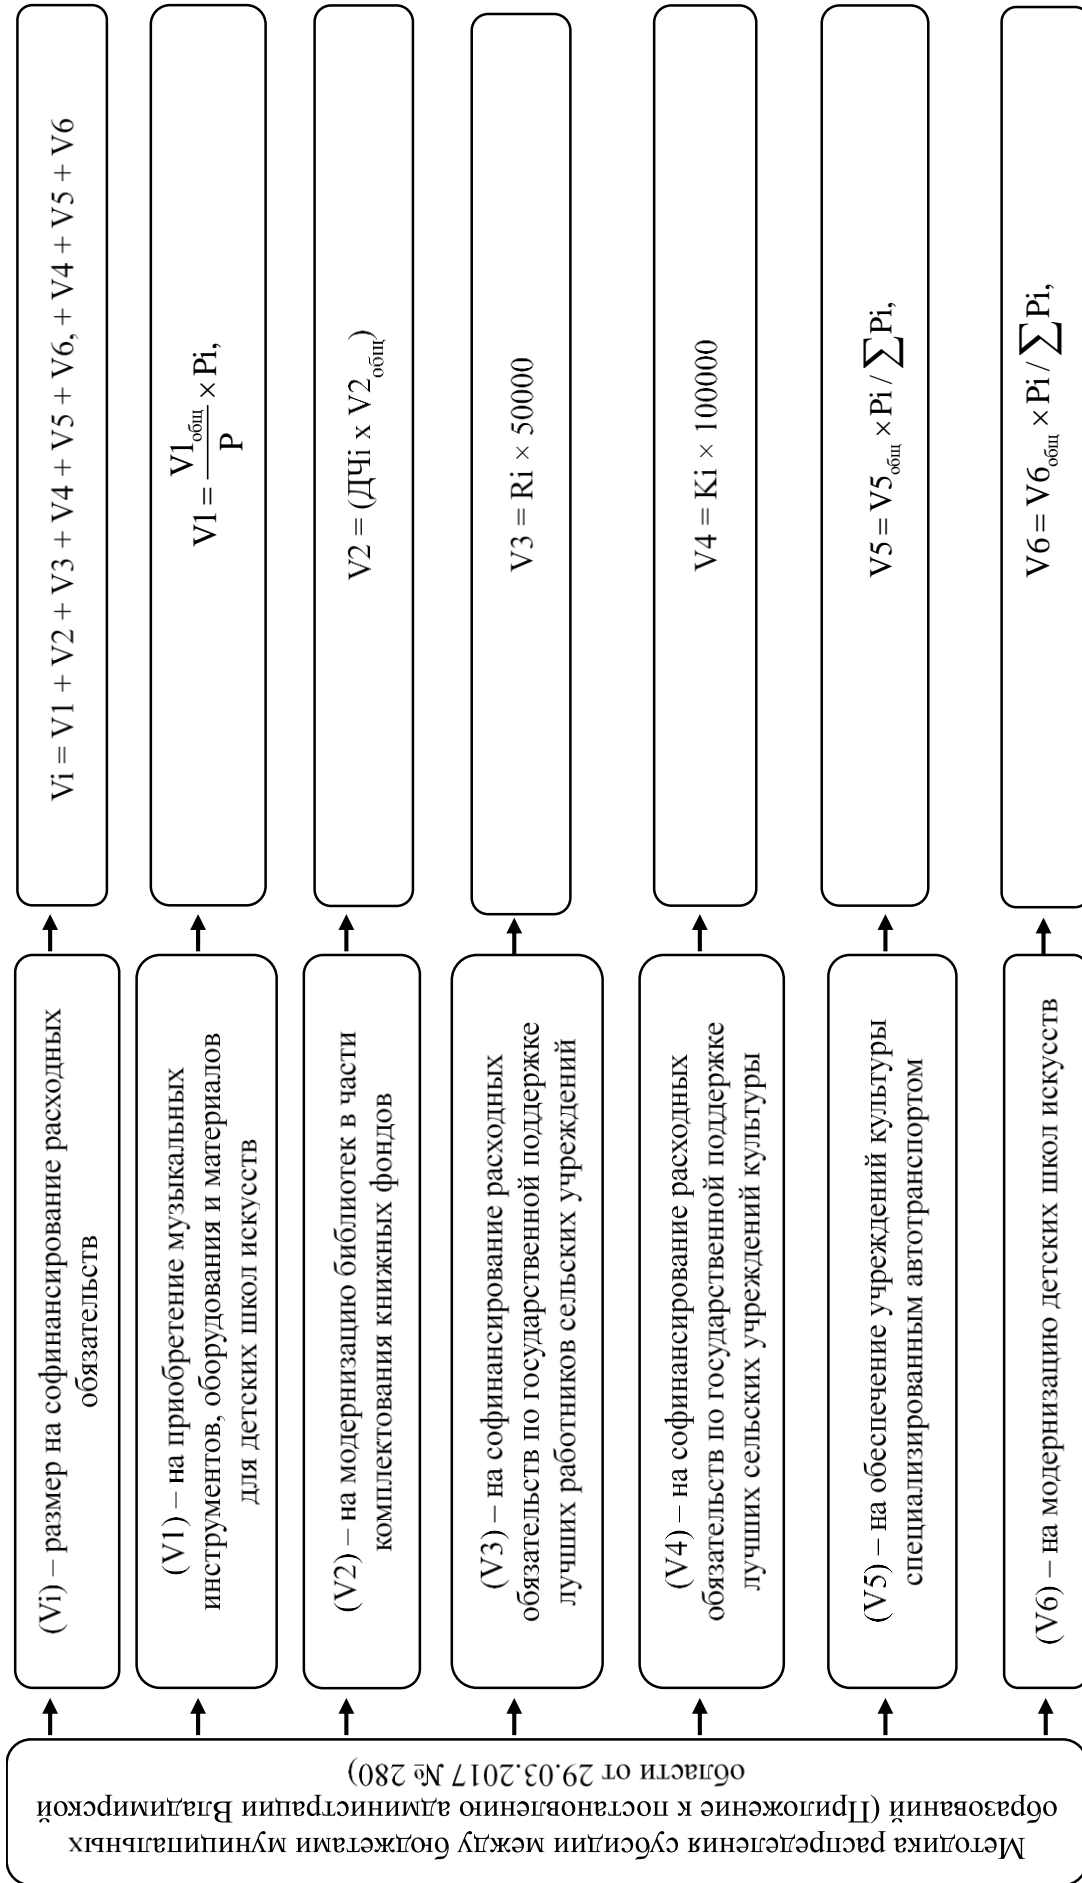 Методика распределения субсидии между бюджетами муниципальных
образований (Приложение к постановлению администрации Владимирской
области от 29.03.2017 № 280)
(Vi) – размер на софинансирование расходных
обязательств
Vi = V1 + V2 + V3 + V4 + V5 + V6, + V4 + V5 + V6
(V1) – на приобретение музыкальных
инструментов, оборудования и материалов
для детских школ искусств
V1 = V1общ / P × Pi,
(V2) – на модернизацию библиотек в части
комплектования книжных фондов
V2 = (ДЧi x V2общ)
(V3) – на софинансирование расходных
обязательств по государственной поддержке
лучших работников сельских учреждений
V3 = Ri × 50000
(V4) – на софинансирование расходных
обязательств по государственной поддержке
лучших сельских учреждений культуры
V4 = Ki × 100000
(V5) – на обеспечение учреждений культуры
специализированным автотранспортом
V5 = V5общ × Pi / ∑Pi,
(V6) – на модернизацию детских школ искусств
V6 = V6общ × Pi / ∑Pi,